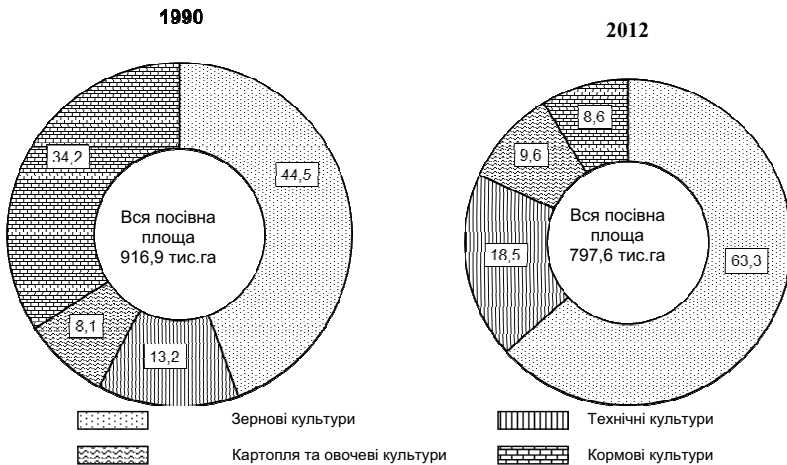 1990
2012
34,2
44,5
8,1
13,2
Вся посівна
площа
916,9 тис.га
8,6
9,6
18,5
63,3
Вся посівна
площа
797,6 тис.га
Зернові культури
Технічні культури
Картопля та овочеві культури
Кормові культури